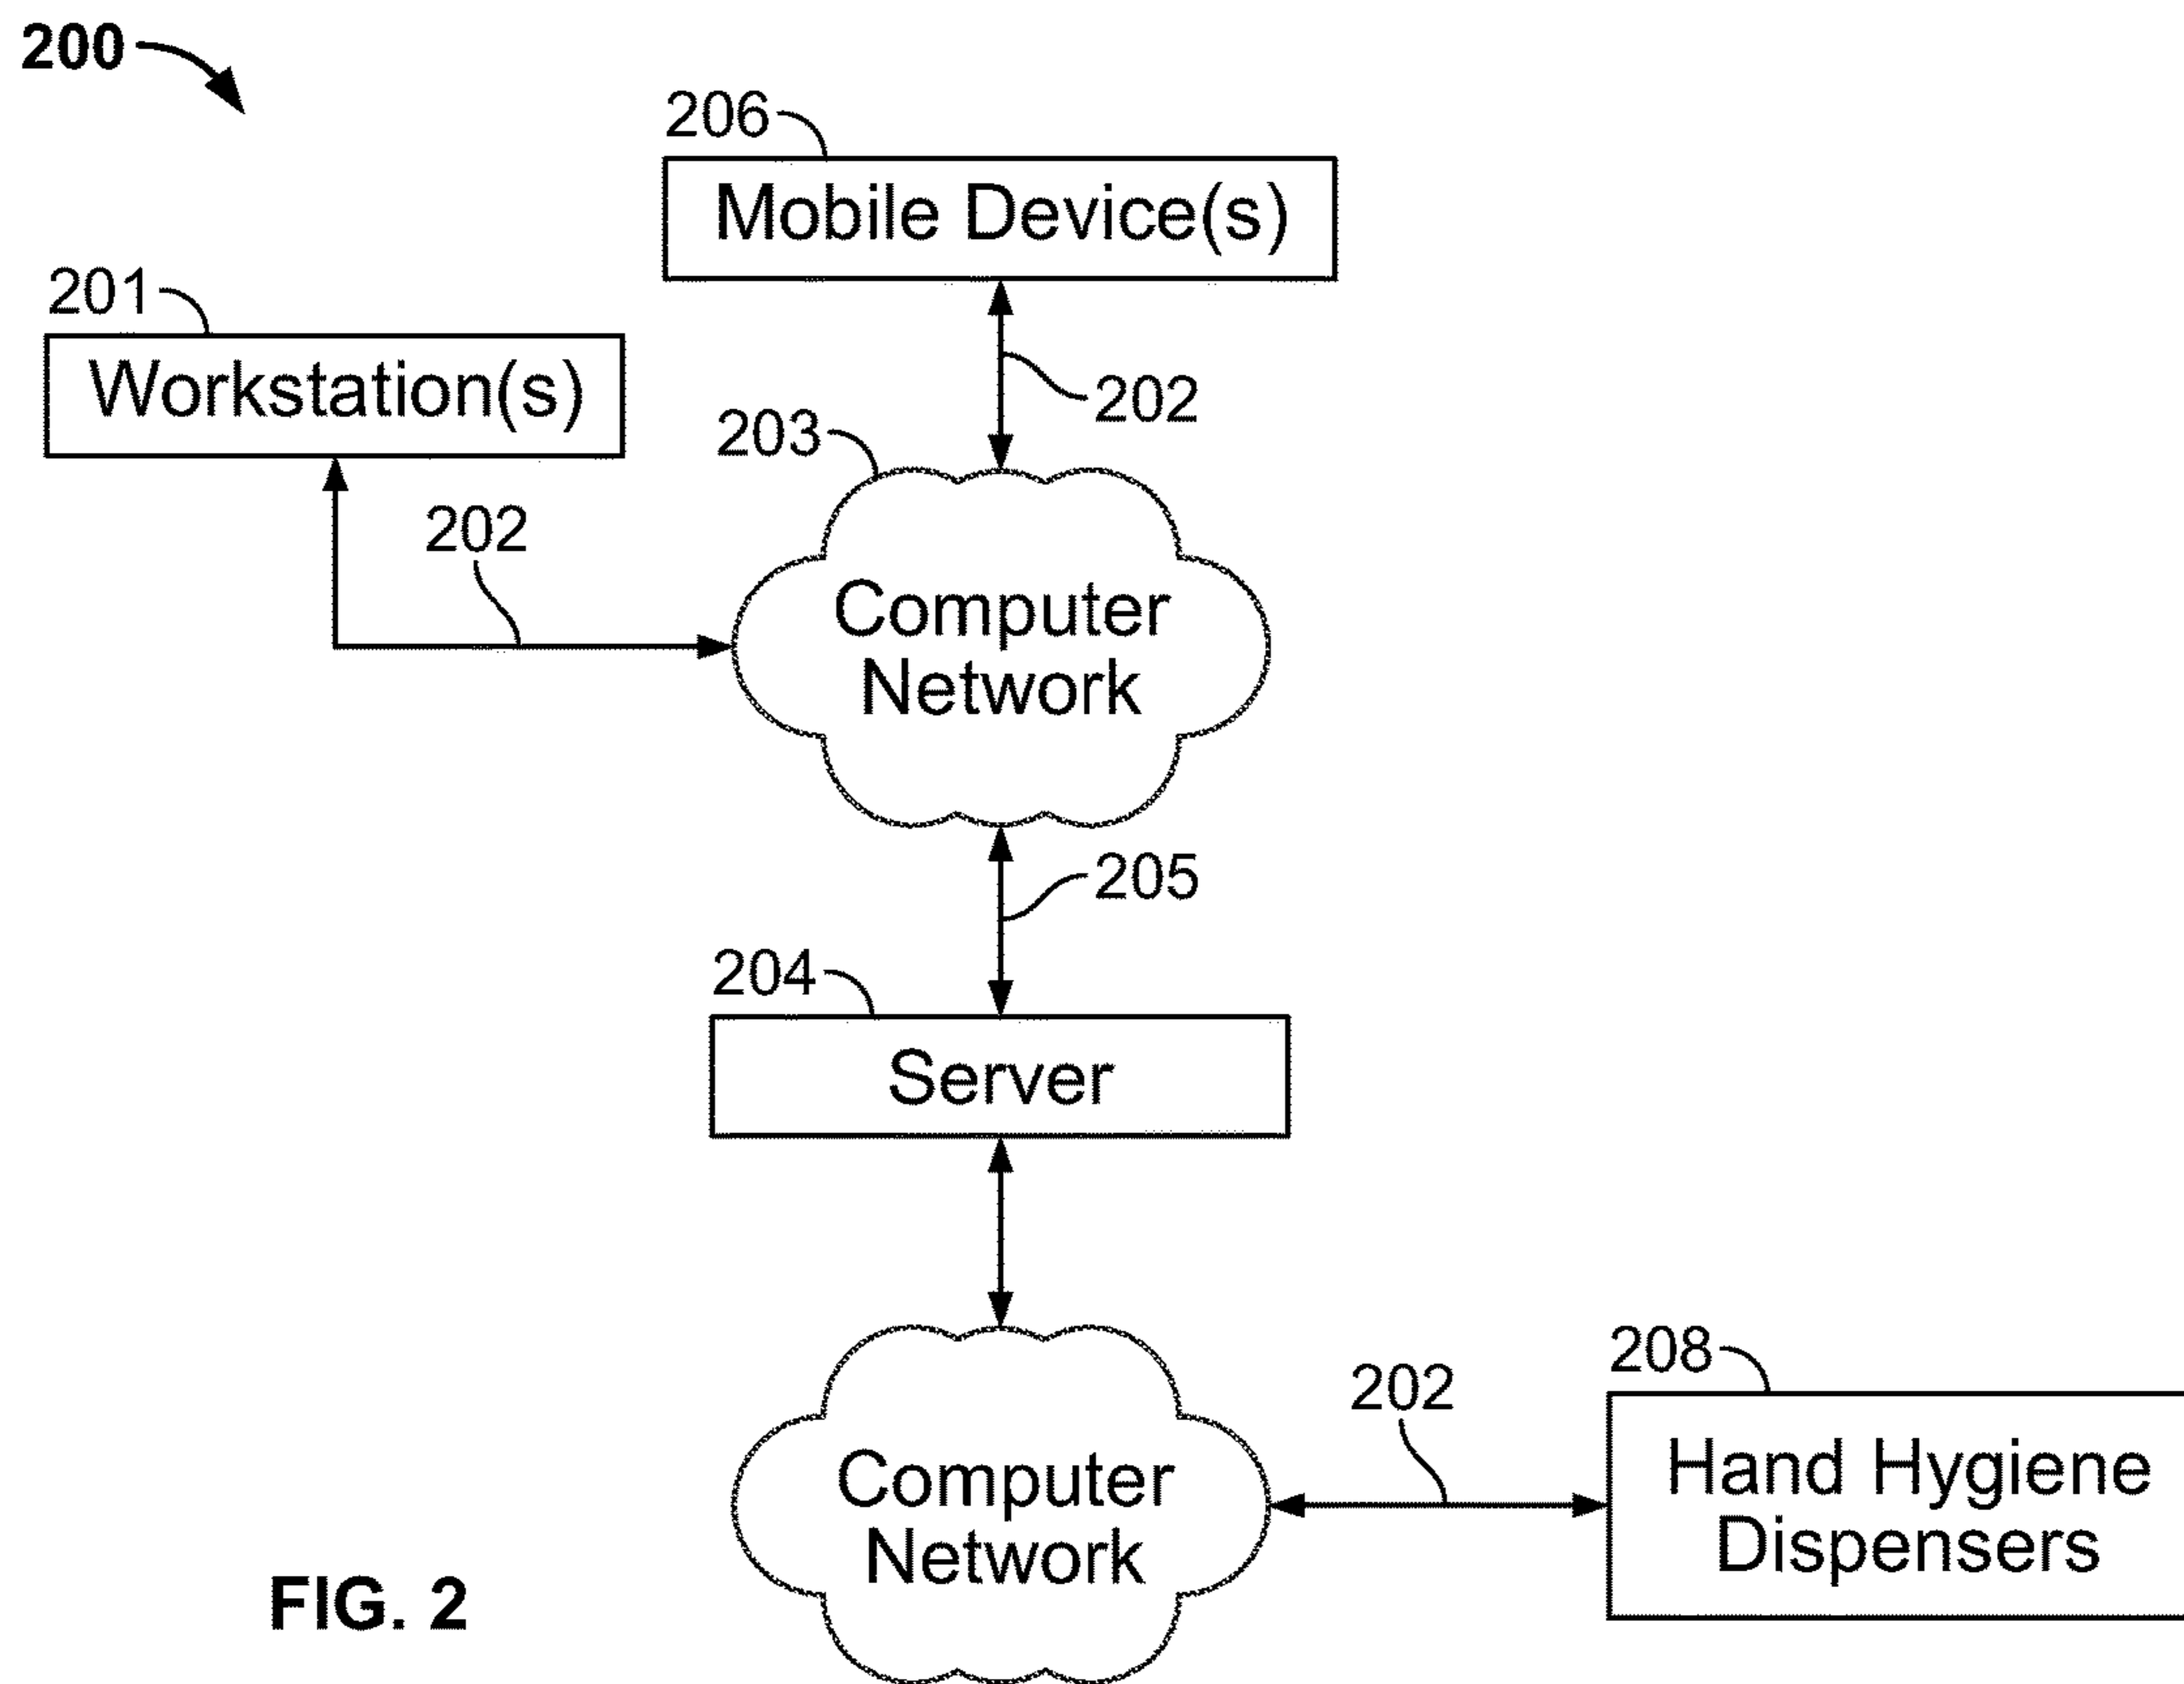 200
206
Mobile Device(s)
201
Workstation(s)
202
203
202
Computer
Network
205
204
Server
208
202
Hand Hygiene
Dispensers
Computer
Network
FIG. 2